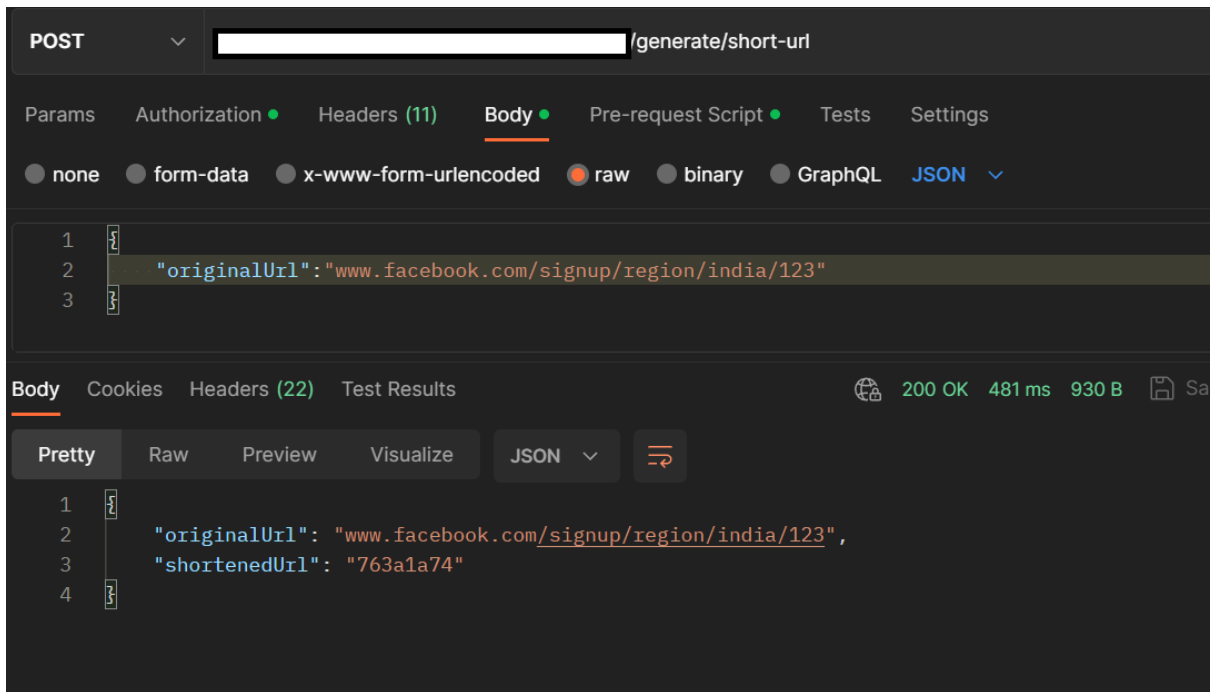 POST /generate/short-url
Params Authorization Headers (11) Body Pre-request Script Tests Settings
none form-data x-www-form-urlencoded raw binary GraphQL JSON
1 {
2 "originalUrl":"www.facebook.com/signup/region/india/123"
3 }
Body Cookies Headers (22) Test Results 200 OK 481 ms 930 B Sa
Pretty Raw Preview Visualize JSON
1 {
2 "originalUrl": "www.facebook.com/signup/region/india/123",
3 "shortenedUrl": "763a1a74"
4 }